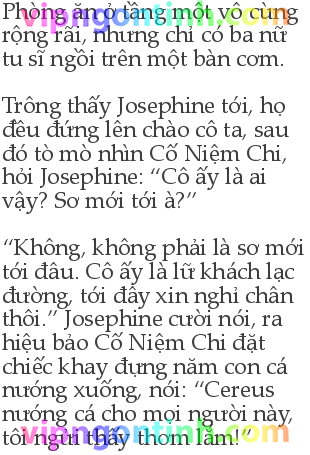 Phòng ăn ở tầng một vô cùng
rộng rãi, nhưng chỉ có ba nữ
tu sĩ ngồi trên một bàn cơm.
Trông thấy Josephine tới, họ
đều đứng lên chào cô ta, sau
đó tò mò nhìn Cố Niệm Chi,
hỏi Josephine: “Cô ấy là ai
vậy? Sơ mới tới à?”
“Không, không phải là sơ mới
tới đâu. Cô ấy là lữ khách lạc
đường, tới đây xin nghỉ chân
thôi.” Josephine cười nói, ra
hiệu bảo Cố Niệm Chi đặt
chiếc khay đựng năm con cá
nướng xuống, nói: “Cereus
nướng cá cho mọi người này,
tôi ngửi thấy thơm lắm!”
vipngontinh.com
vipngontinh.com